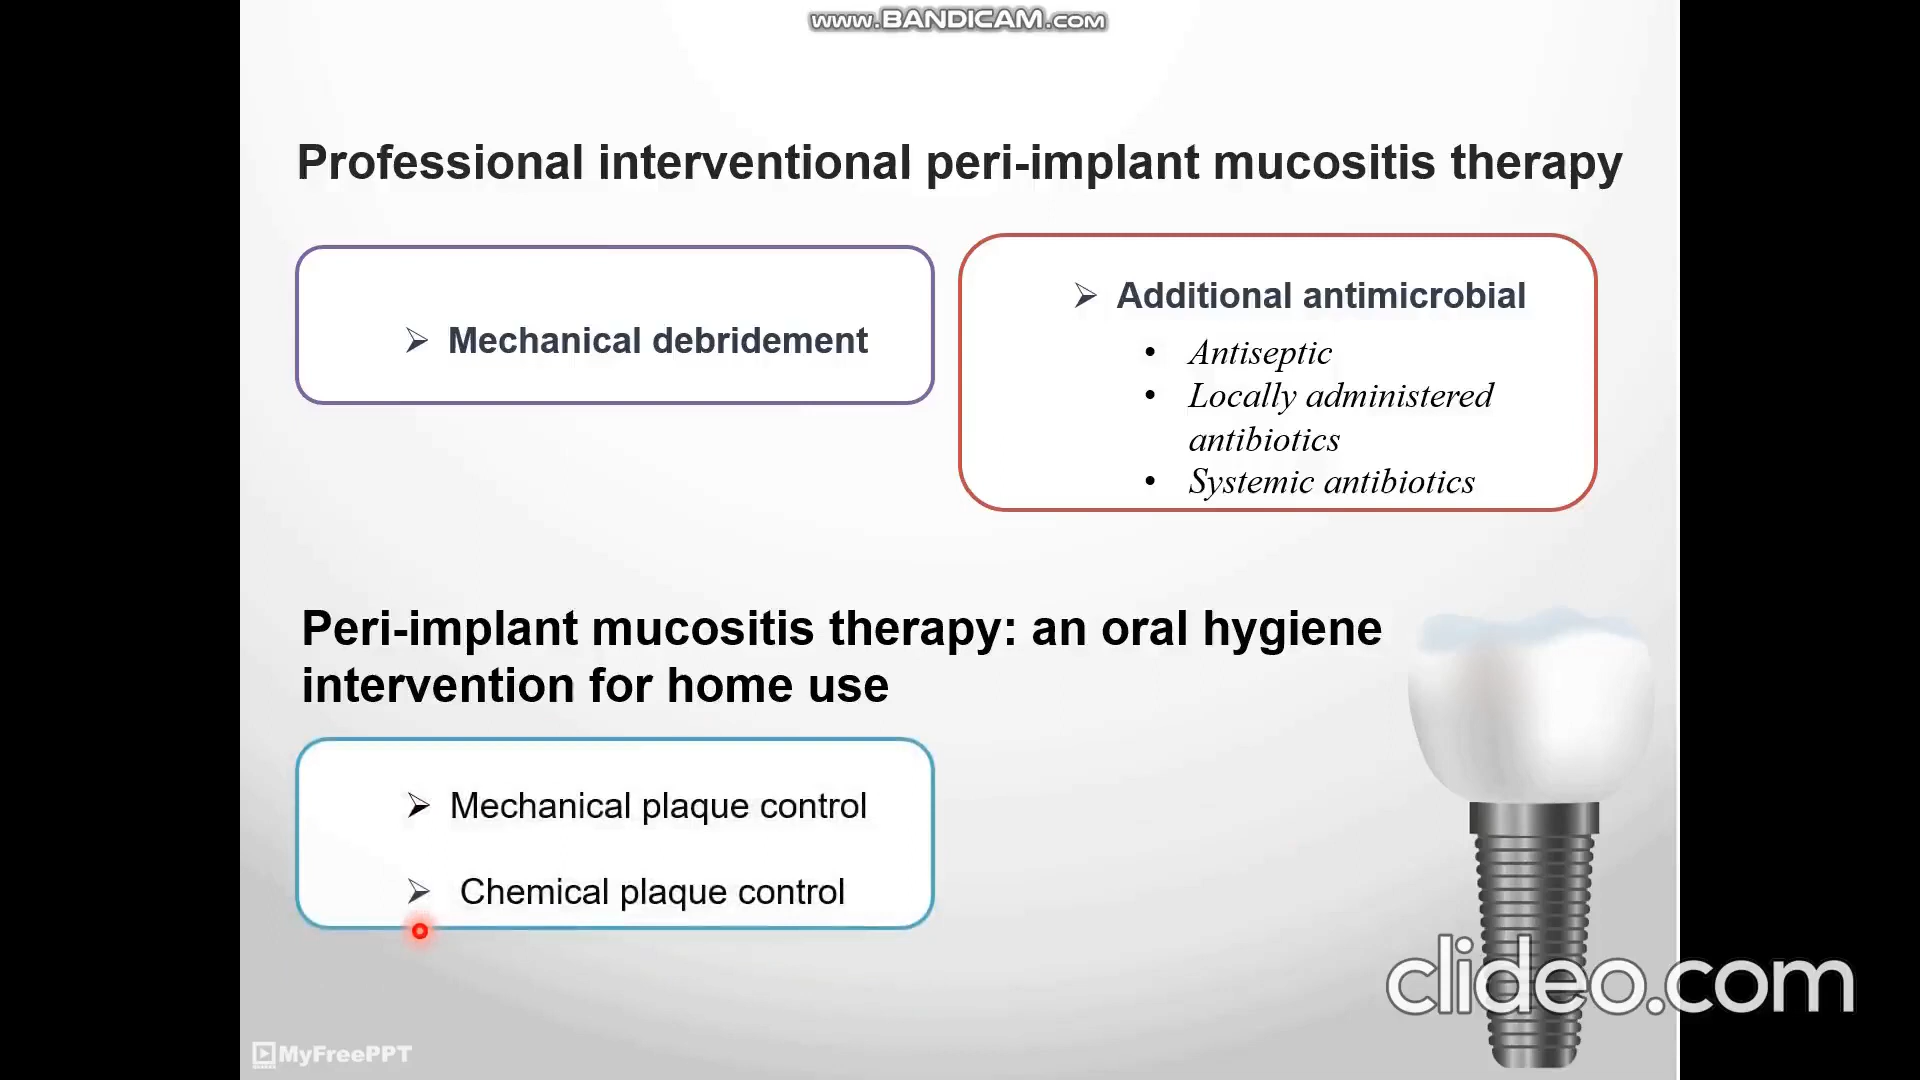 www.BANDICAM.com
Professional interventional peri-implant mucositis therapy
➢ Mechanical debridement
➢ Additional antimicrobial
• Antiseptic
• Locally administered
antibiotics
• Systemic antibiotics
Peri-implant mucositis therapy: an oral hygiene
intervention for home use
➢ Mechanical plaque control
➢ Chemical plaque control
clideo.com
MyFreePPT